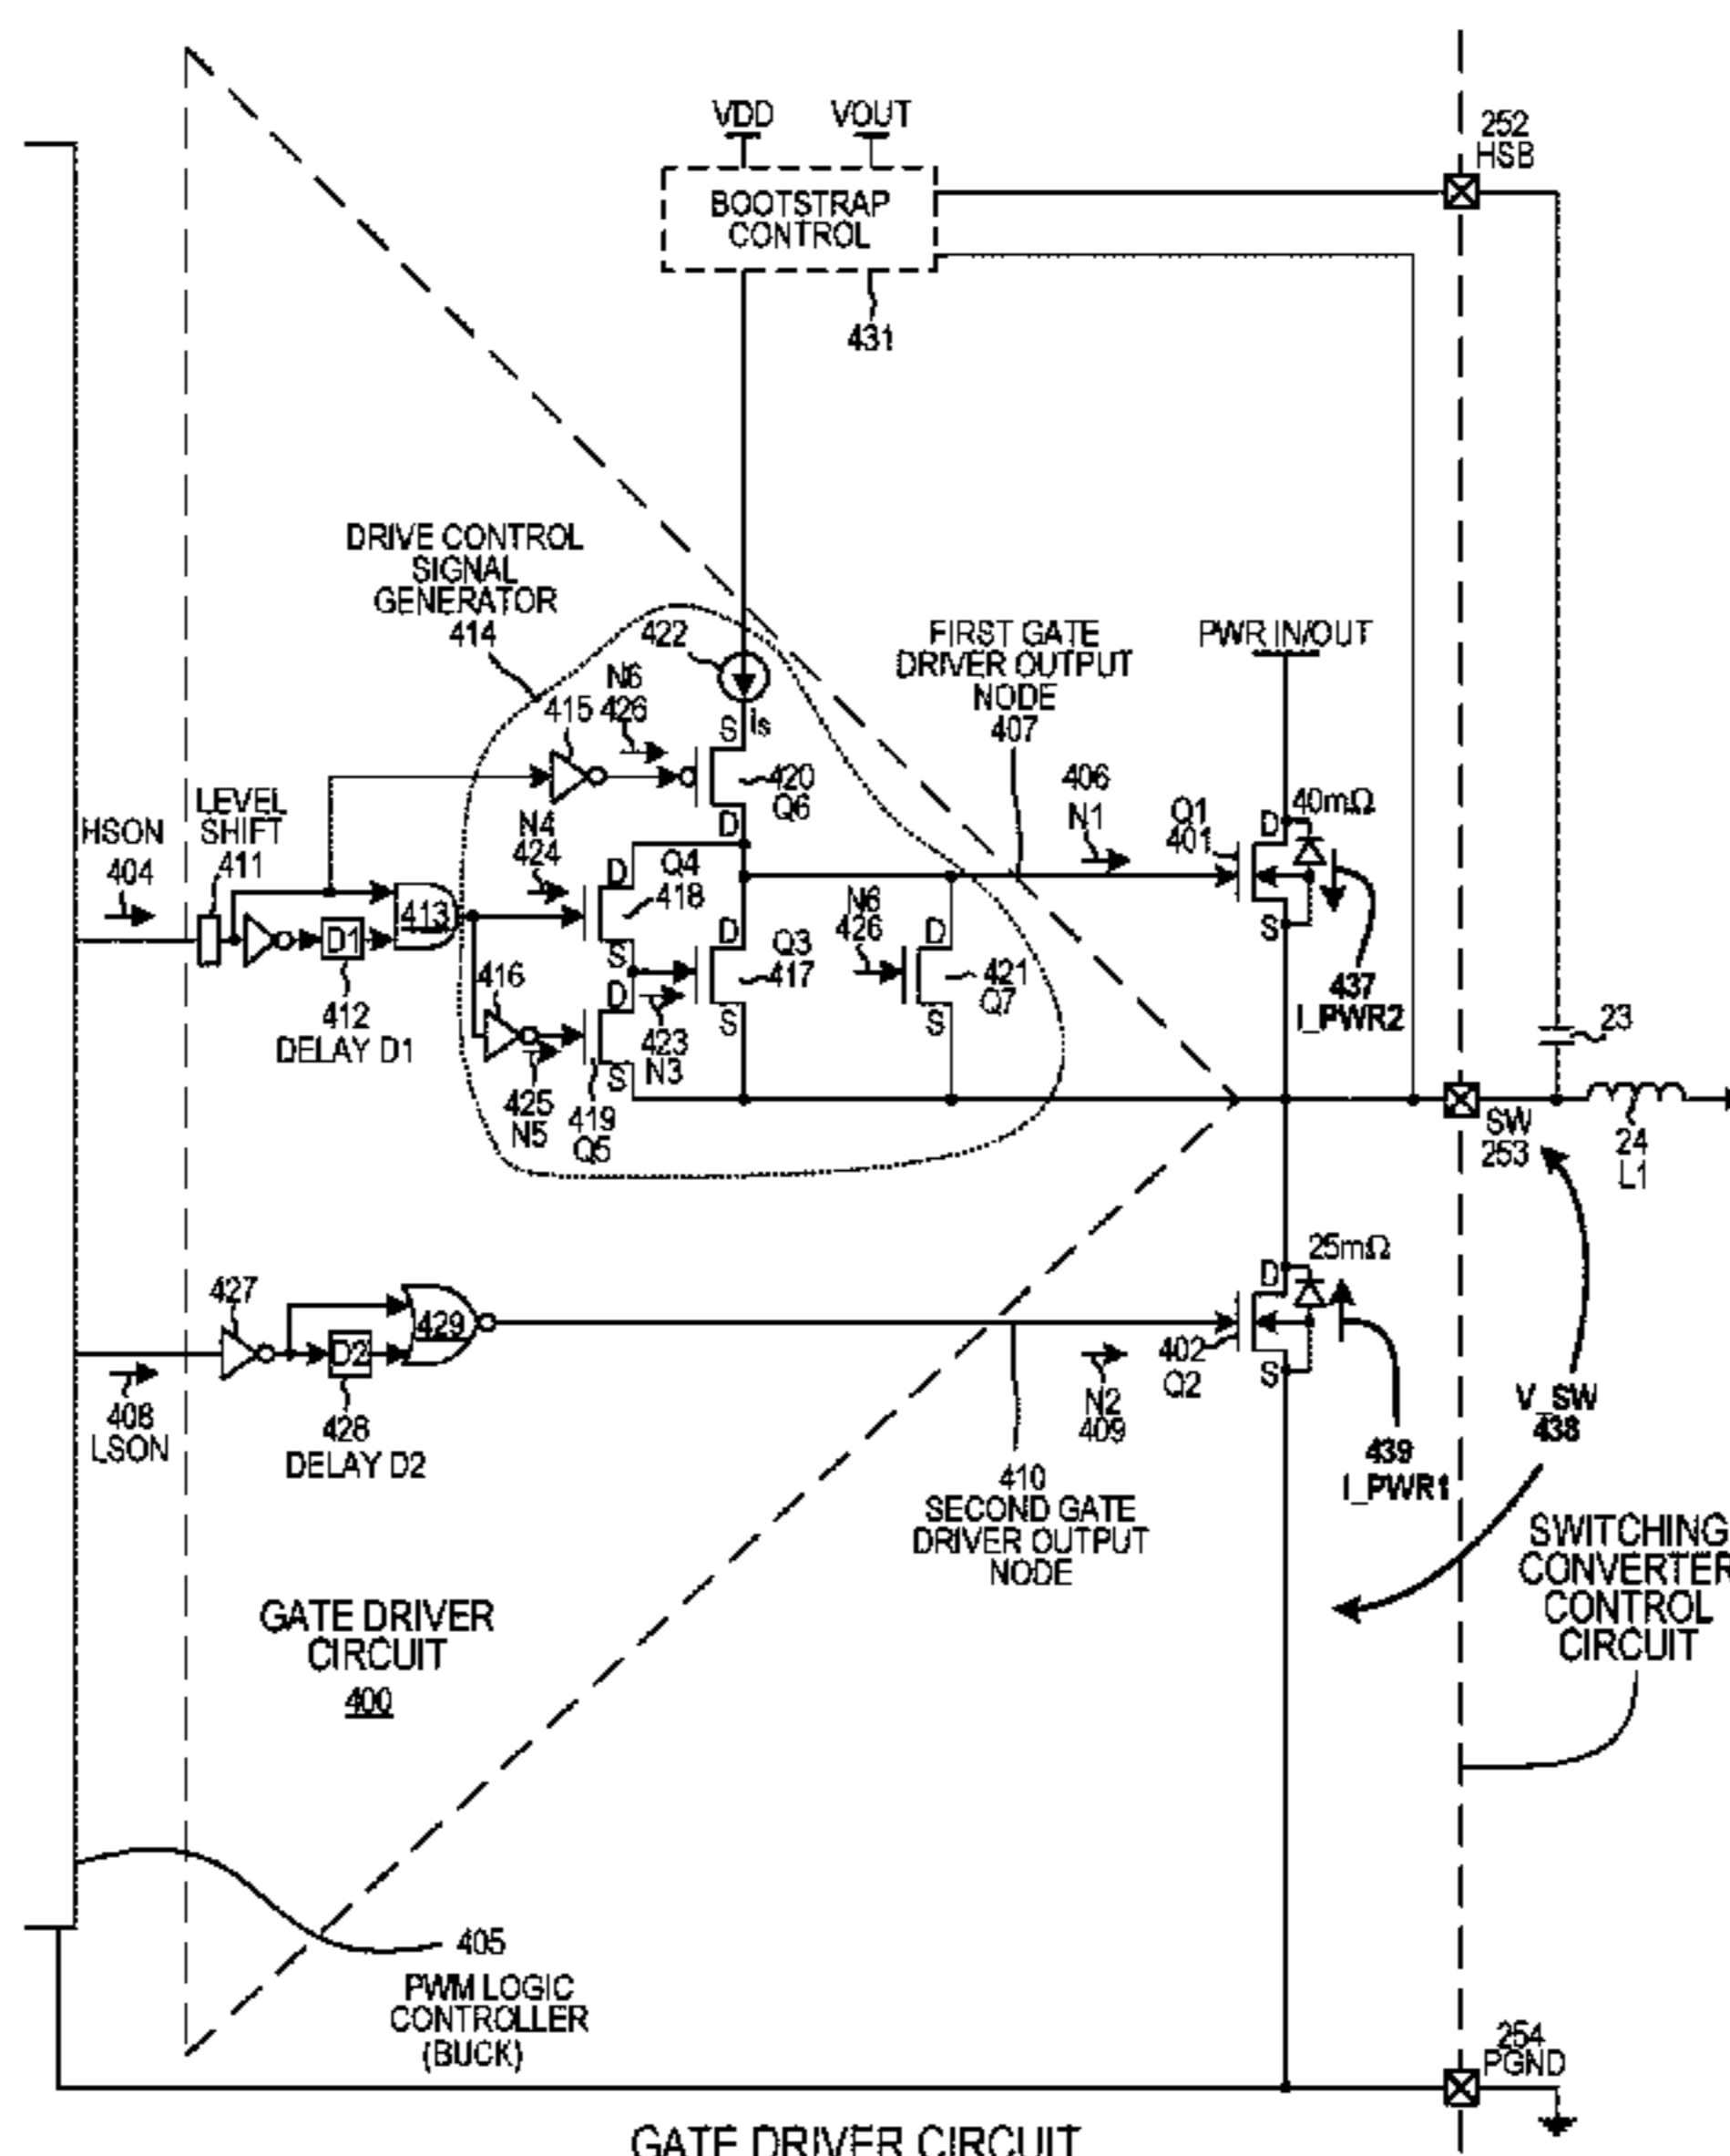 VDD
VOUT
252
HSB
BOOTSTRAP
CONTROL
431
DRIVE CONTROL
SIGNAL
GENERATOR
414
422
is
FIRST GATE
DRIVER OUTPUT
NODE
407
PWR IN/OUT
N6
426
415
S
420
Q6
D
406
N1
Q1
401
D
40mΩ
S
HSON
404
LEVEL
SHIFT
411
N4
424
D
Q4
418
S
413
D1
412
DELAY D1
416
D
Q3
417
S
N6
426
D
421
Q7
S
437
I_PWR2
23
D
423
N3
S
425
N5
419
Q5
SW
253
24
L1
25mΩ
427
429
D2
428
DELAY D2
408
LSON
D
402
Q2
S
N2
409
410
SECOND GATE
DRIVER OUTPUT
NODE
439
I_PWR1
V_SW
438
SWITCHING
CONVERTER
CONTROL
CIRCUIT
GATE DRIVER
CIRCUIT
400
405
PWM LOGIC
CONTROLLER
(BUCK)
254
PGND
GATE DRIVER CIRCUIT